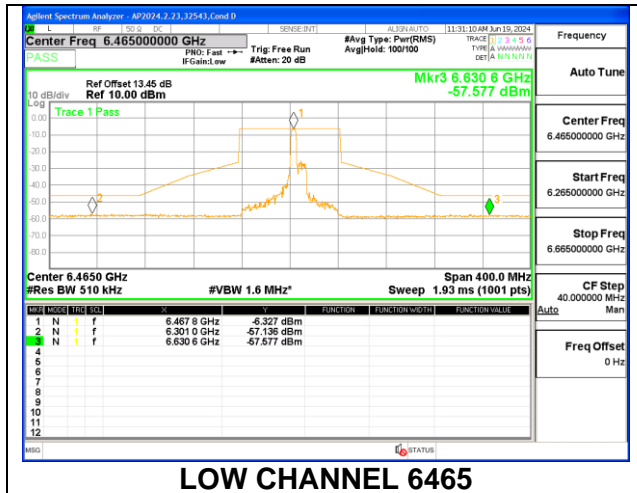 Agilent Spectrum Analyzer - AP2024.2.23,32543,Cond D
L RF 50 Ω DC SENSE:INT ALIGN AUTO 11:31:10 AM Jun 19, 2024
Center Freq 6.465000000 GHz
PASS
PNO: Fast
IFGain:Low
Trig: Free Run
#Atten: 20 dB
#Avg Type: Pwr(RMS)
Avg|Hold: 100/100
TRACE 1 2 3 4 5 6
TYPE A WWWWW
DET A N N N N N
Frequency
Ref Offset 13.45 dB
10 dB/div Ref 10.00 dBm
Log
Mkr3 6.630 6 GHz
-57.577 dBm
Trace 1 Pass
0.00
-10.0
-20.0
-30.0
-40.0
-50.0
-60.0
-70.0
-80.0
1
2
3
Center 6.4650 GHz Span 400.0 MHz
#Res BW 510 kHz #VBW 1.6 MHz* Sweep 1.93 ms (1001 pts)
MKR MODE TRC SCL X Y FUNCTION FUNCTION WIDTH FUNCTION VALUE
1 N 1 f 6.467 8 GHz -6.327 dBm
2 N 1 f 6.301 0 GHz -57.136 dBm
3 N 1 f 6.630 6 GHz -57.577 dBm
4
5
6
7
8
9
10
11
12
MSG STATUS
Auto Tune
Center Freq
6.465000000 GHz
Start Freq
6.265000000 GHz
Stop Freq
6.665000000 GHz
CF Step
40.000000 MHz
Auto Man
Freq Offset
0 Hz
LOW CHANNEL 6465